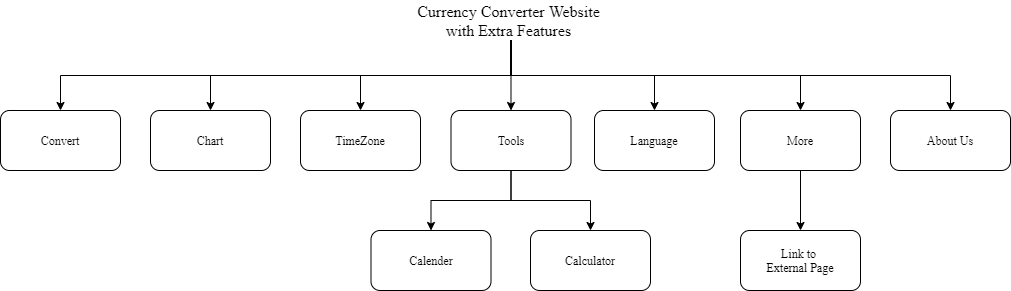 Currency Converter Website
with Extra Features
Convert
Chart
TimeZone
Tools
Language
More
About Us
Calender
Calculator
Link to
External Page